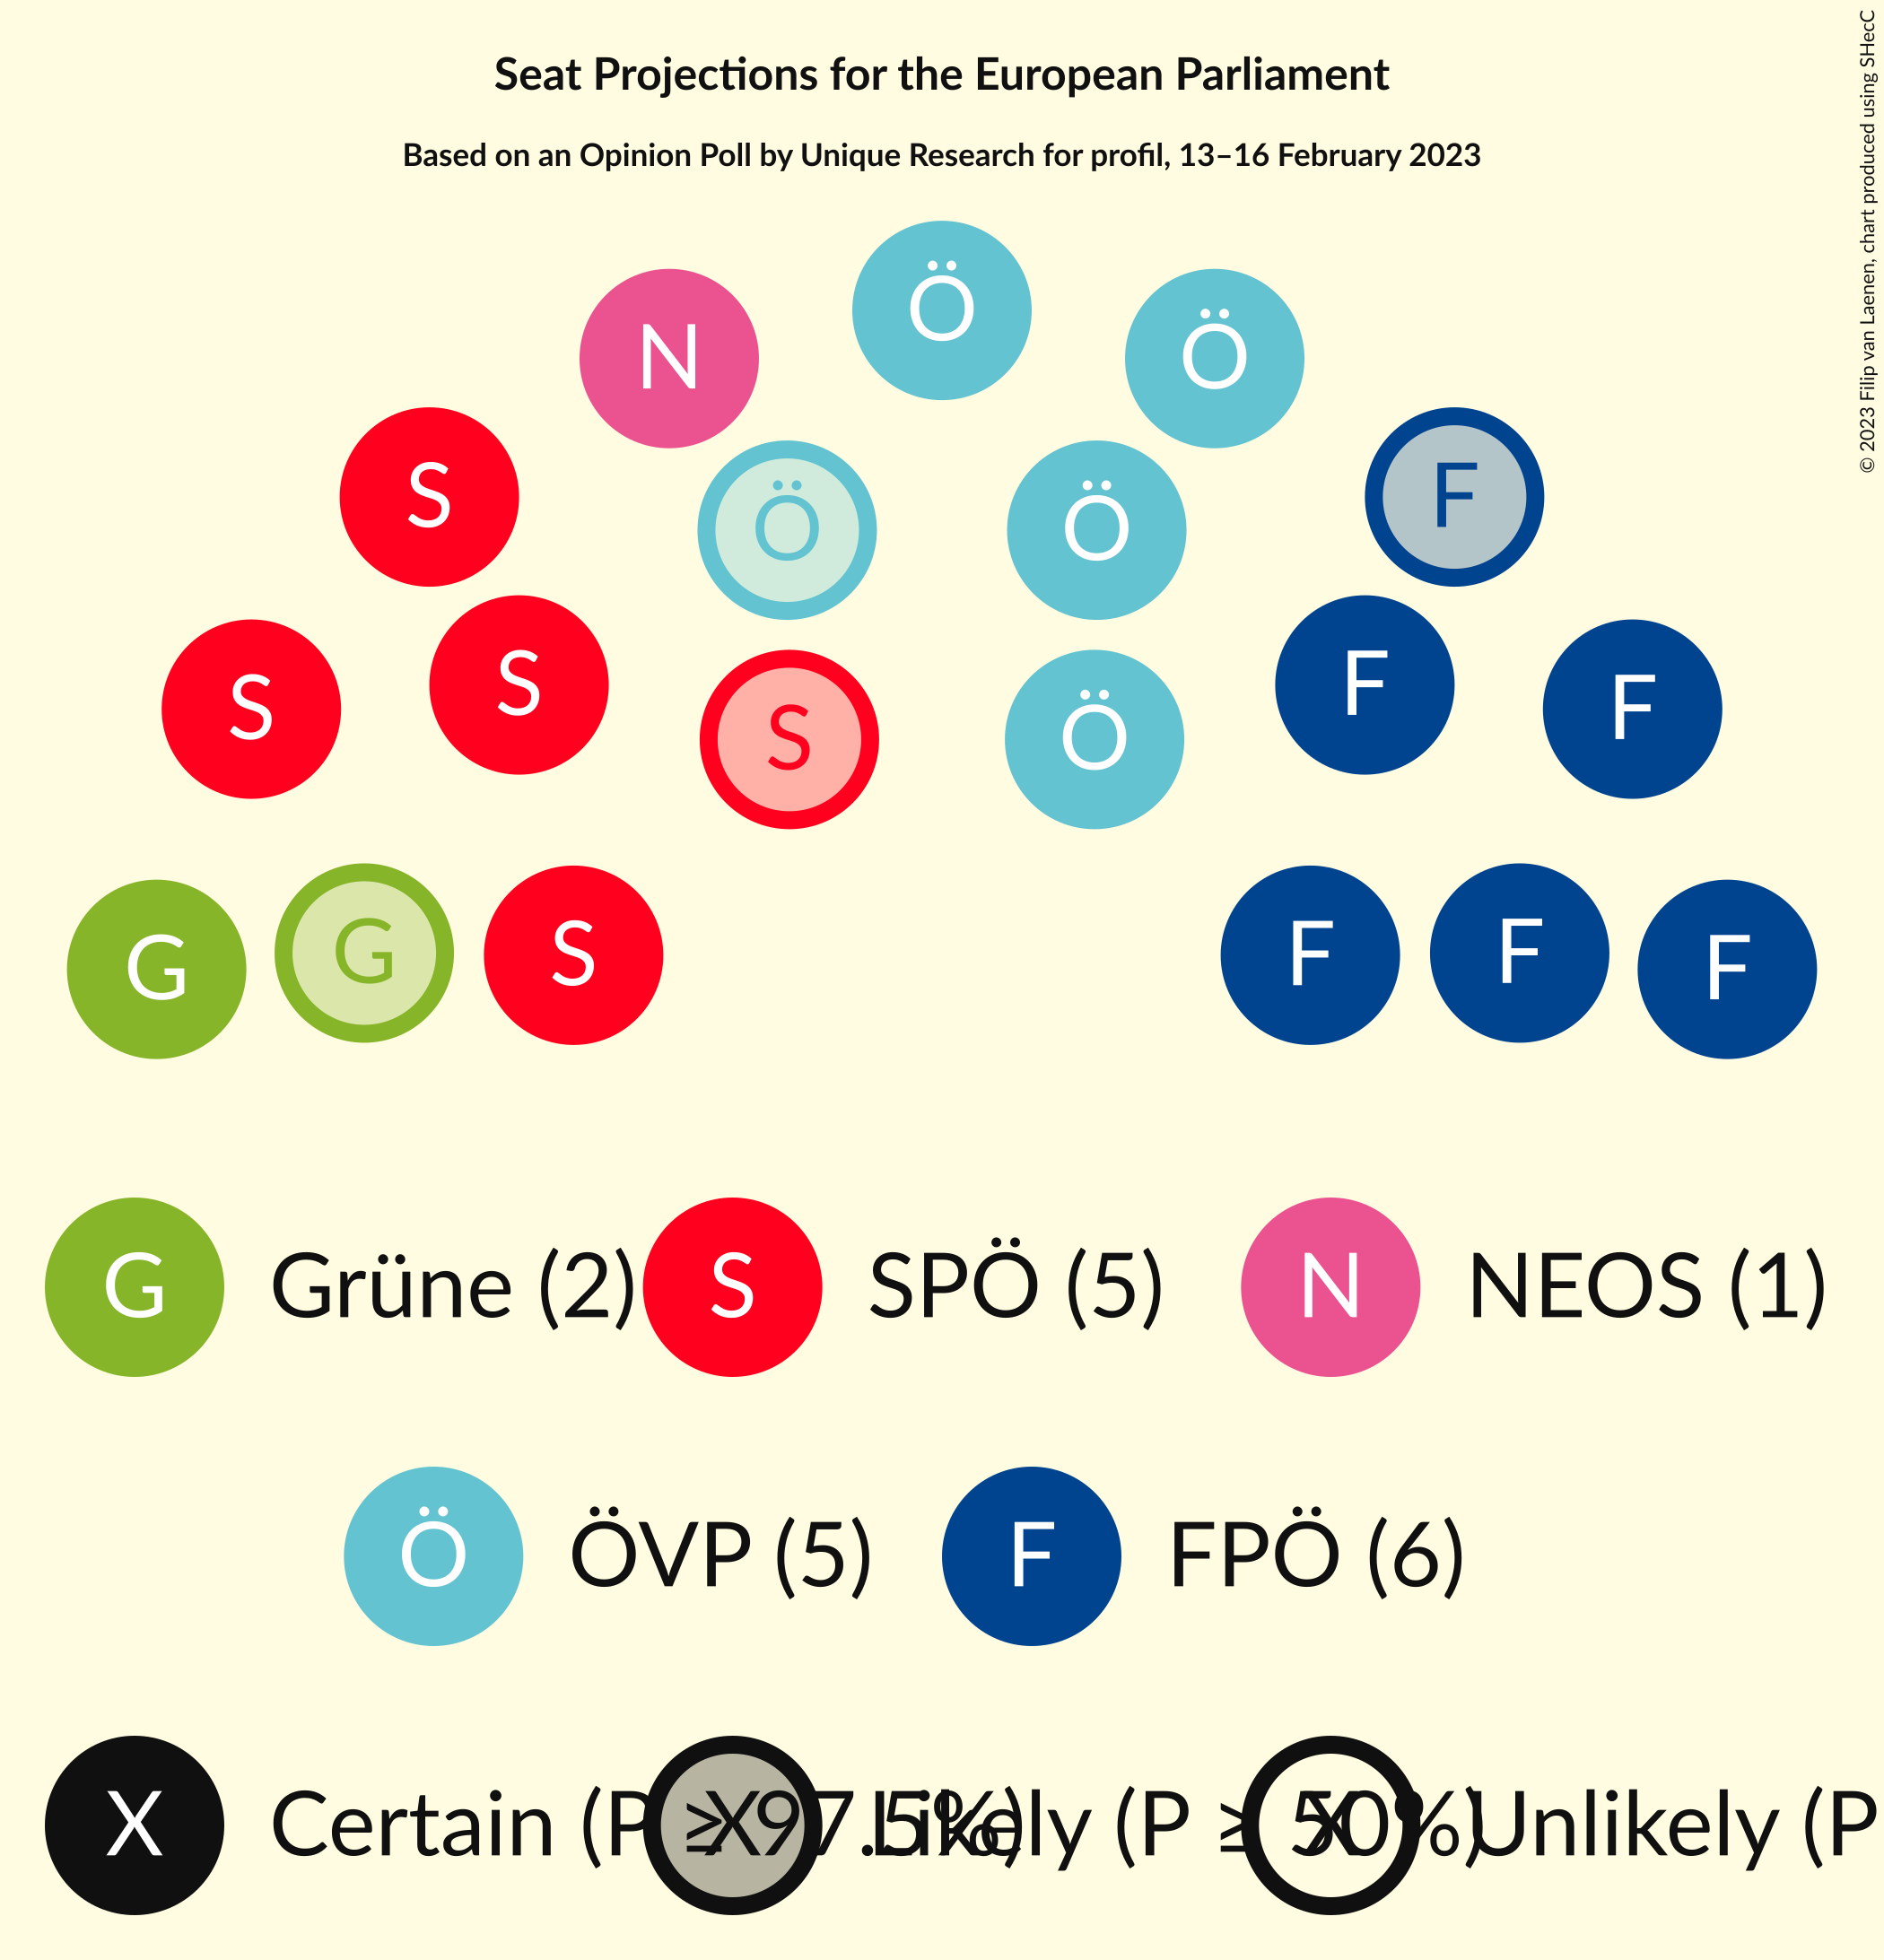 Seat Projections for the European Parliament
Based on an Opinion Poll by Unique Research for profil, 13–16 February 2023
© 2023 Filip van Laenen, chart produced using SHecC
Ö
N Ö
S F
Ö Ö
S F
S F
S Ö
G G S F F F
G Grüne (2) S SPÖ (5) N NEOS (1)
Ö ÖVP (5) F FPÖ (6)
X Certain (P ≥ 97.5%) X Likely (P ≥ 50%) X Unlikely (P